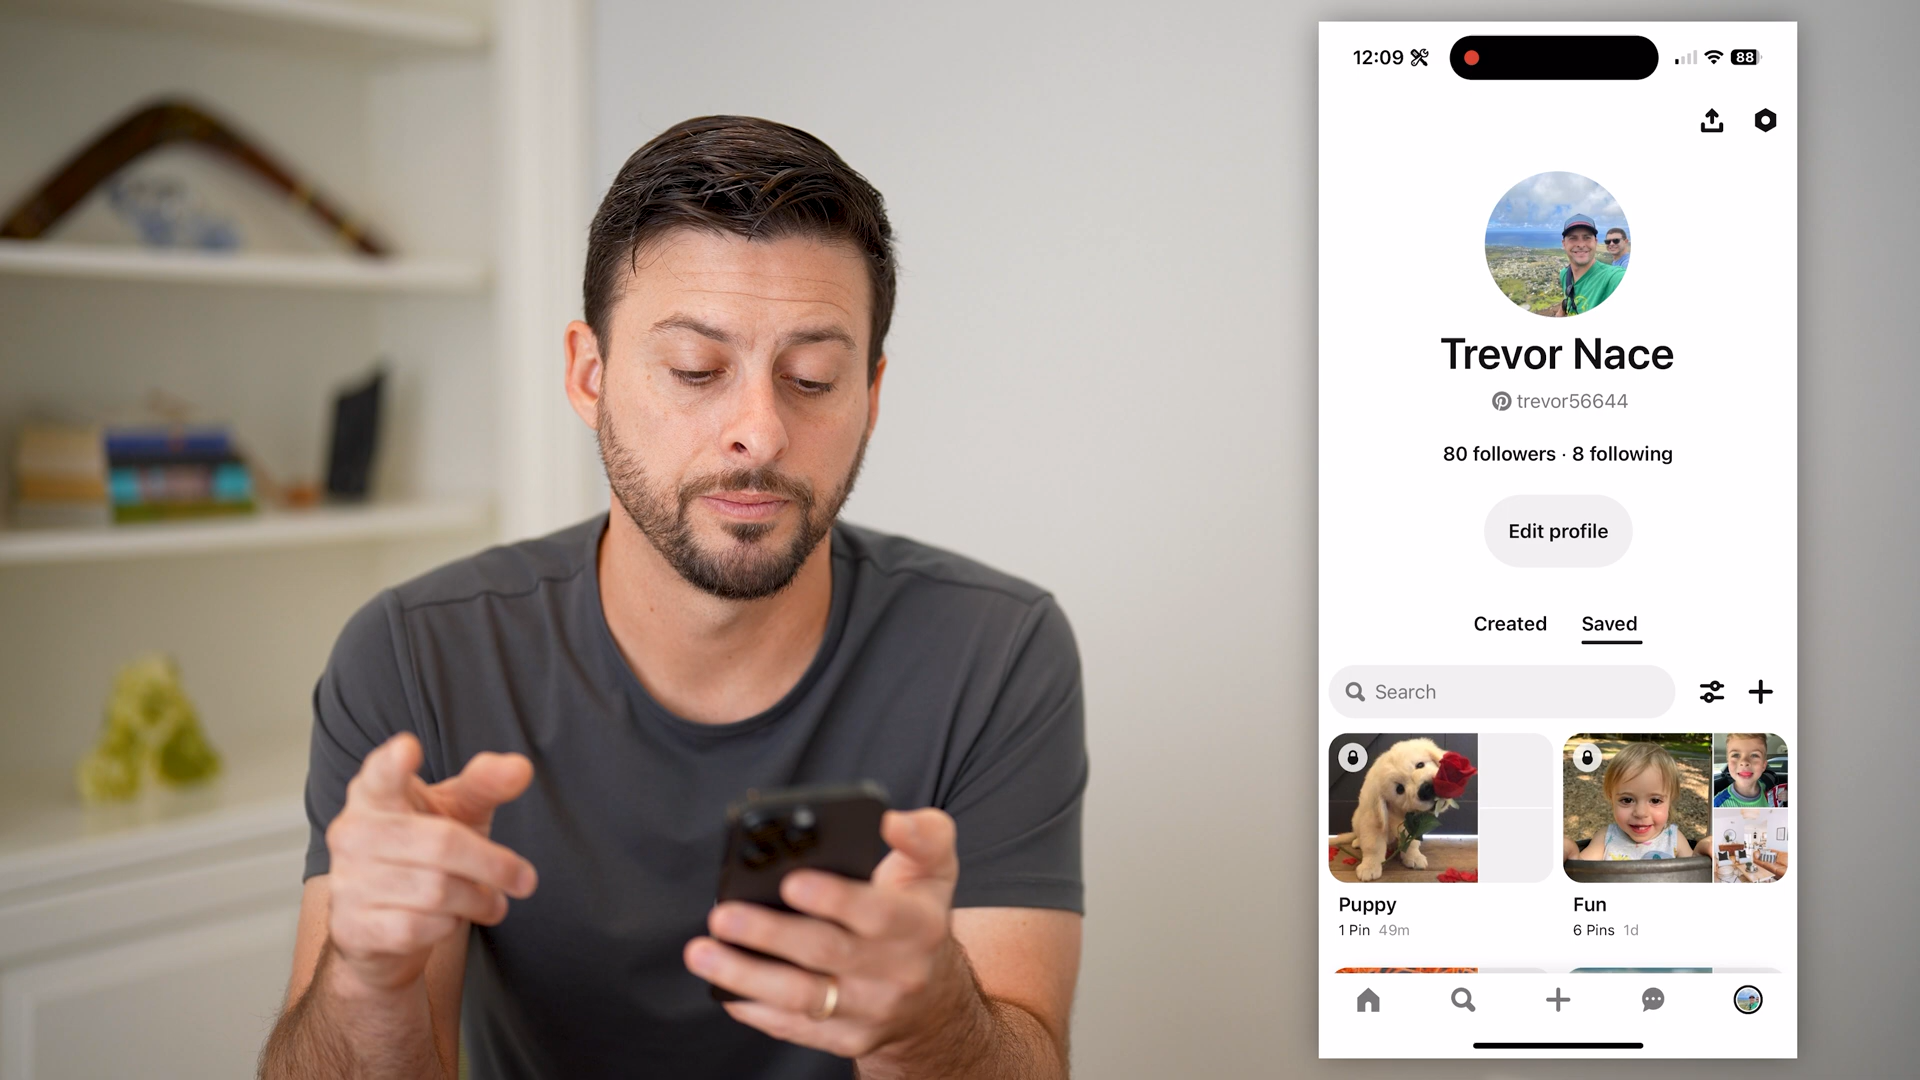 12:09
88
Trevor Nace
trevor56644
80 followers · 8 following
Edit profile
Created Saved
Search
Puppy
1 Pin 49m
Fun
6 Pins 1d